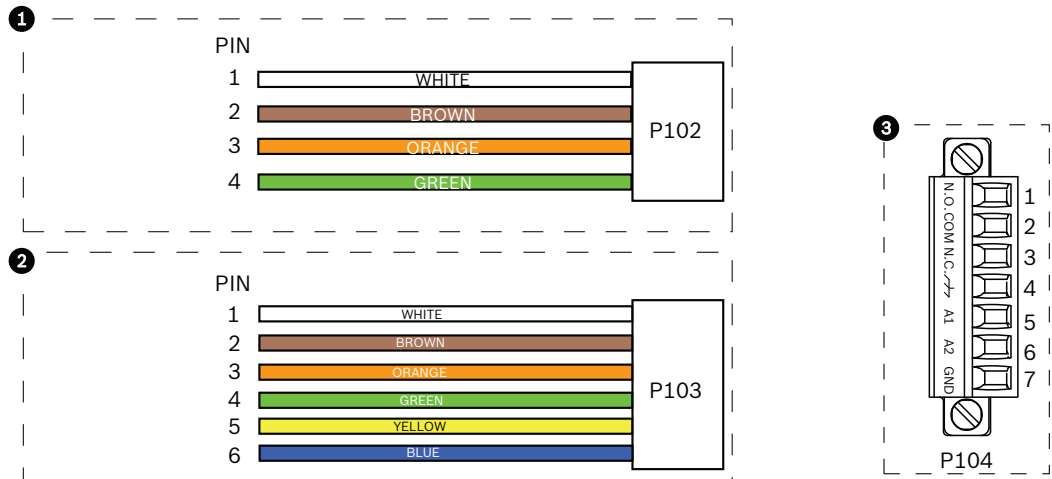 1
PIN
1 WHITE
2 BROWN
3 ORANGE
4 GREEN
P102
2
PIN
1 WHITE
2 BROWN
3 ORANGE
4 GREEN
5 YELLOW
6 BLUE
P103
3
N.O. 1
COM 2
N.C. 3
4
A1 5
A2 6
GND 7
P104